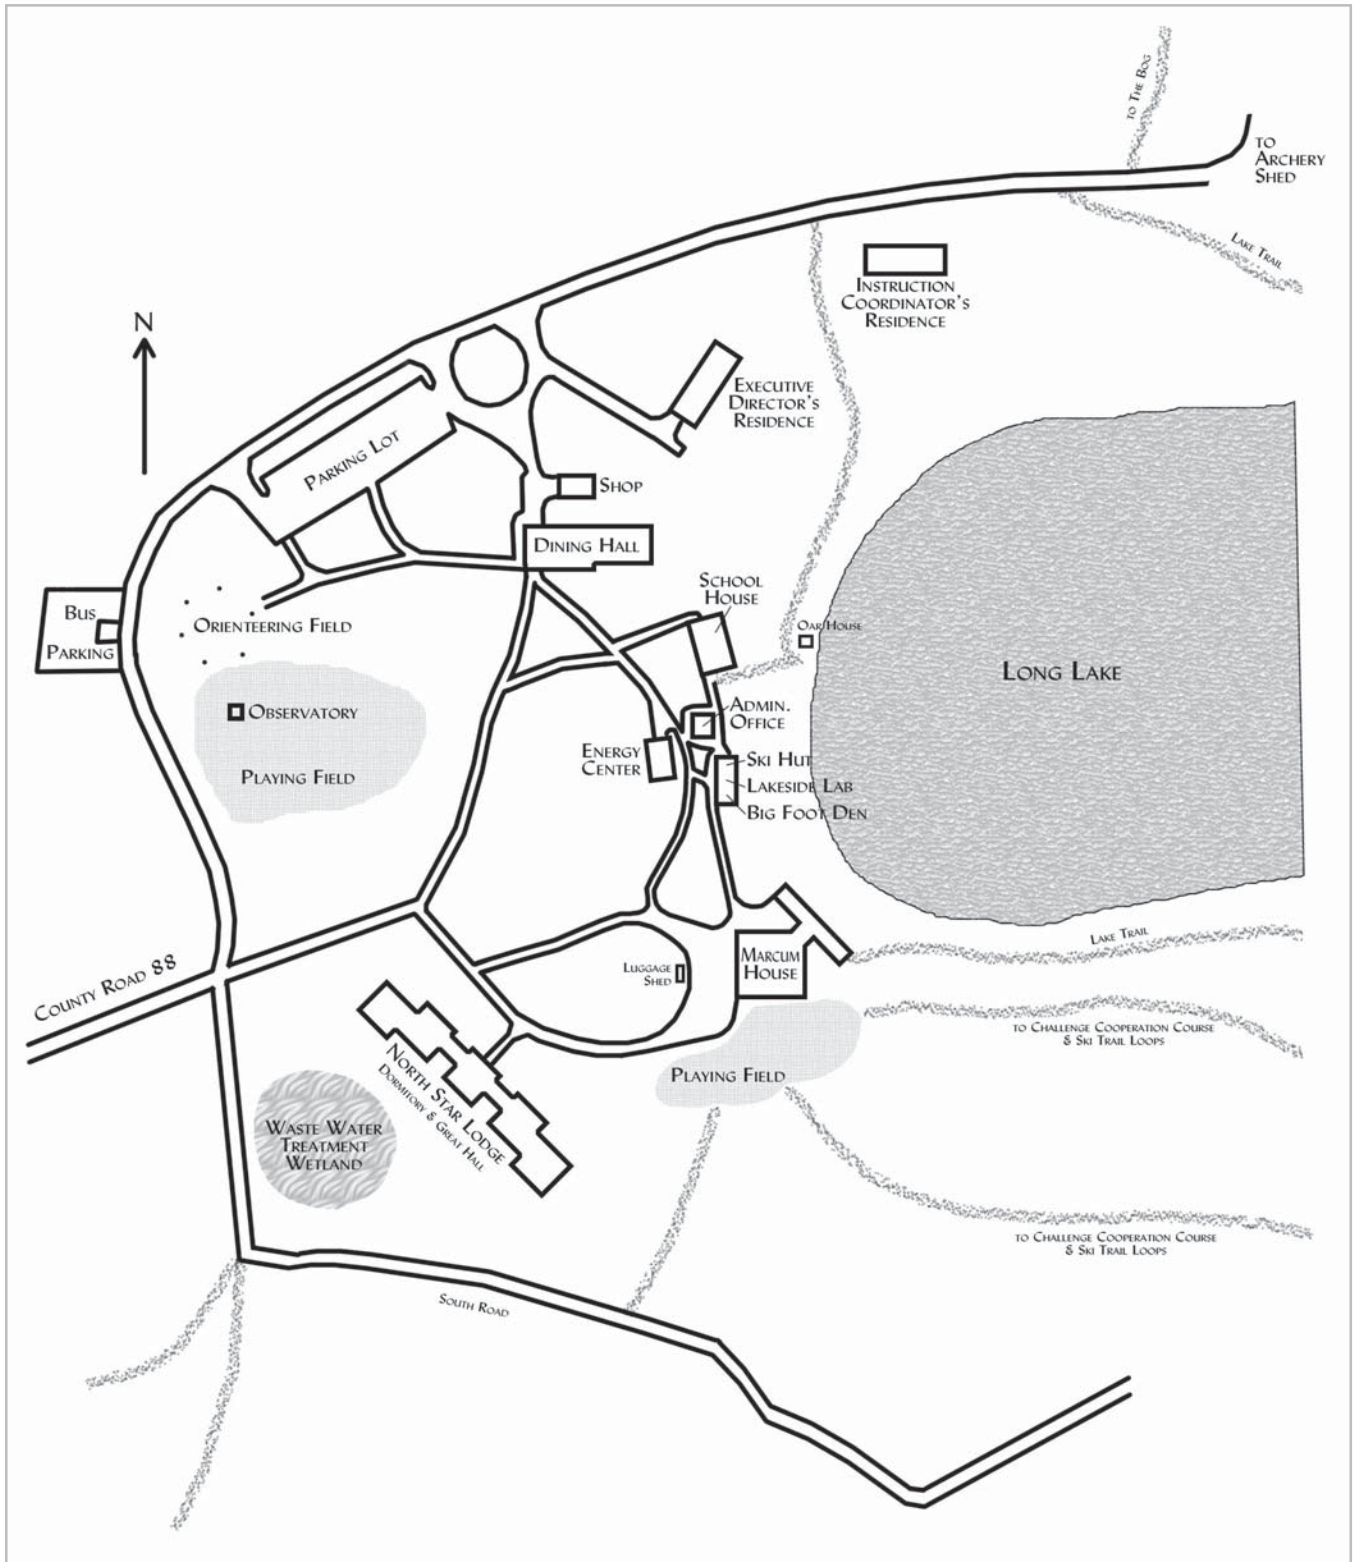 to The Bog
to
Archery
Shed
Lake Trail
Instruction
Coordinator's
Residence
N
Executive
Director's
Residence
Parking Lot
Shop
Dining Hall
School
House
Bus
Parking
Orienteering Field
Oar House
Long Lake
Observatory
Admin.
Office
Energy
Center
Ski Hut
Playing Field
Lakeside Lab
Big Foot Den
Lake Trail
County Road 88
Luggage
Shed
Marcum
House
to Challenge Cooperation Course
& Ski Trail Loops
Playing Field
North Star Lodge
Dormitory & Great Hall
Waste Water
Treatment
Wetland
to Challenge Cooperation Course
& Ski Trail Loops
South Road